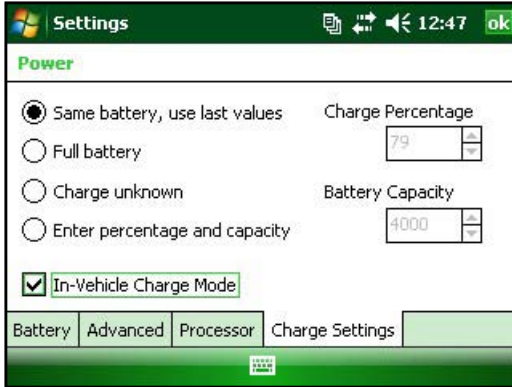 Settings 12:47 ok
Power
Same battery, use last values
Full battery
Charge unknown
Enter percentage and capacity
Charge Percentage
79
Battery Capacity
4000
In-Vehicle Charge Mode
Battery Advanced Processor Charge Settings